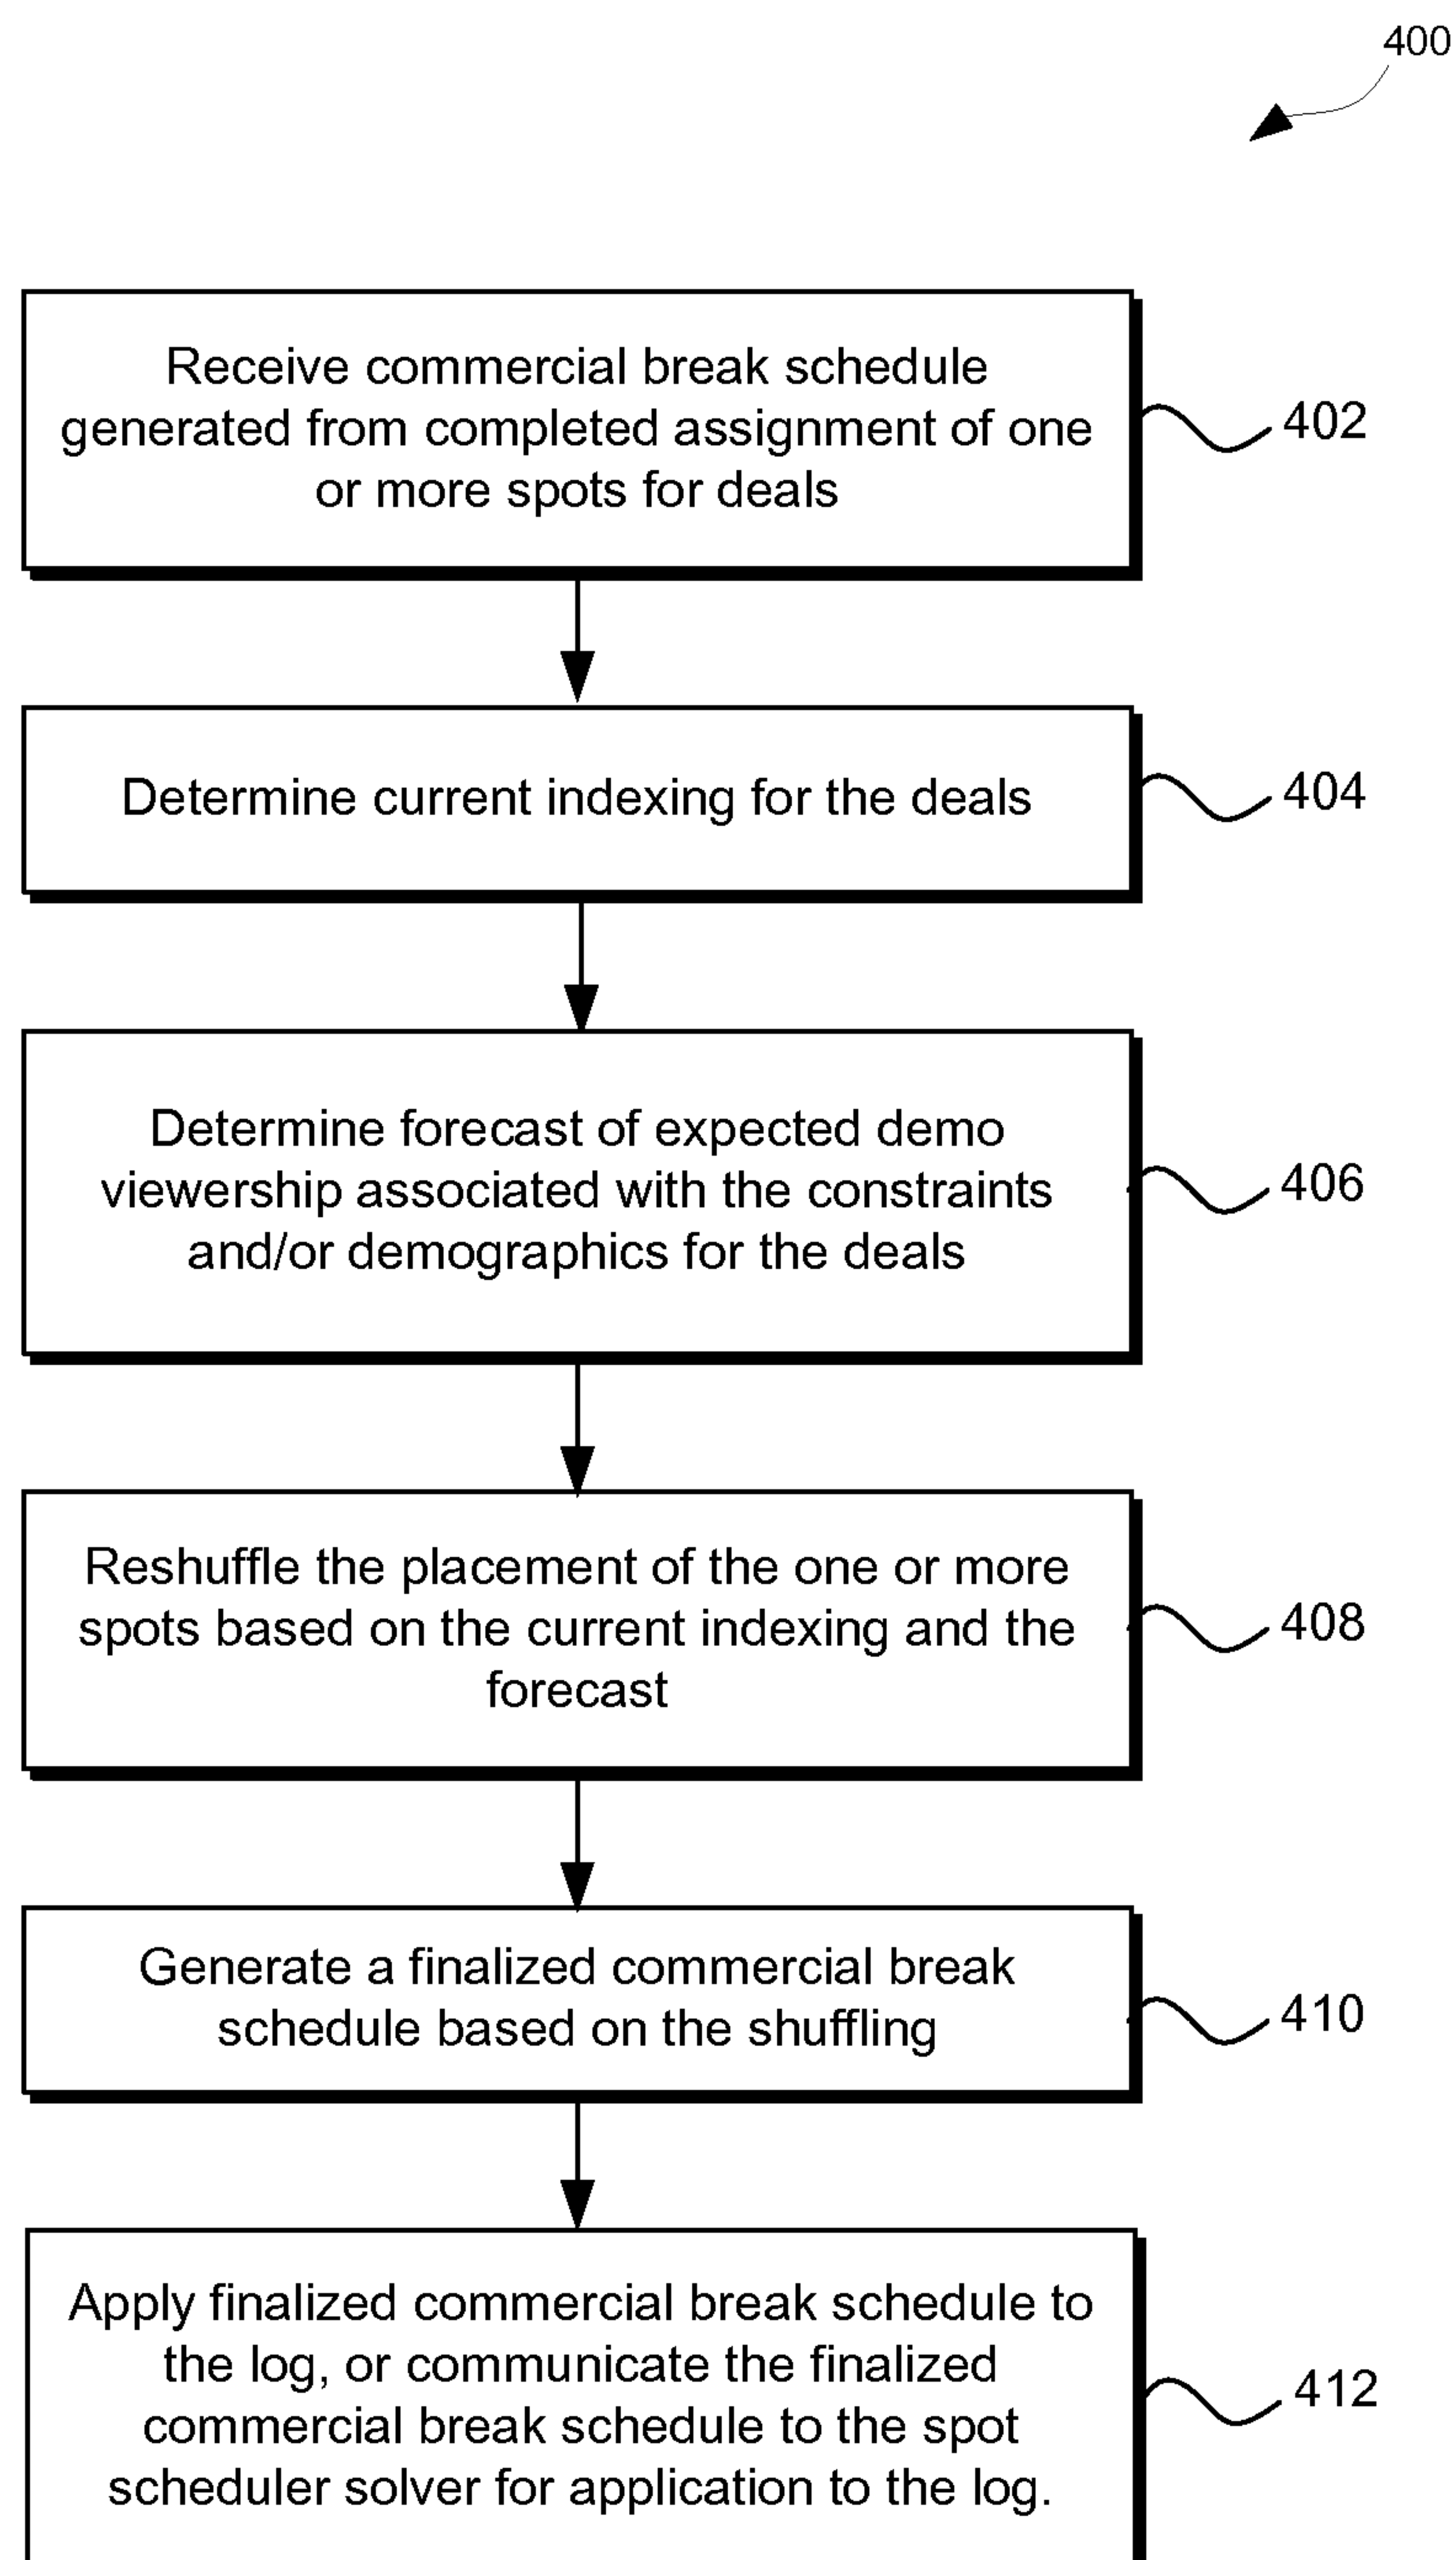 400
Receive commercial break schedule
generated from completed assignment of one
or more spots for deals
402
Determine current indexing for the deals
404
Determine forecast of expected demo
viewership associated with the constraints
and/or demographics for the deals
406
Reshuffle the placement of the one or more
spots based on the current indexing and the
forecast
408
Generate a finalized commercial break
schedule based on the shuffling
410
Apply finalized commercial break schedule to
the log, or communicate the finalized
commercial break schedule to the spot
scheduler solver for application to the log.
412